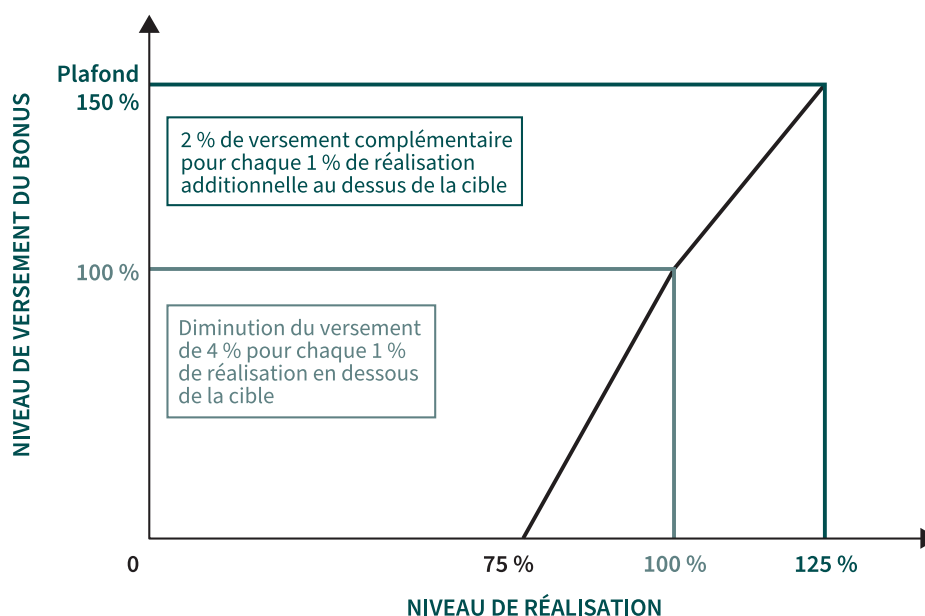 NIVEAU DE VERSEMENT DU BONUS
Plafond
150 %
2 % de versement complémentaire
pour chaque 1 % de réalisation
additionnelle au dessus de la cible
100 %
Diminution du versement
de 4 % pour chaque 1 %
de réalisation en dessous
de la cible
0
75 %
100 %
125 %
NIVEAU DE RÉALISATION